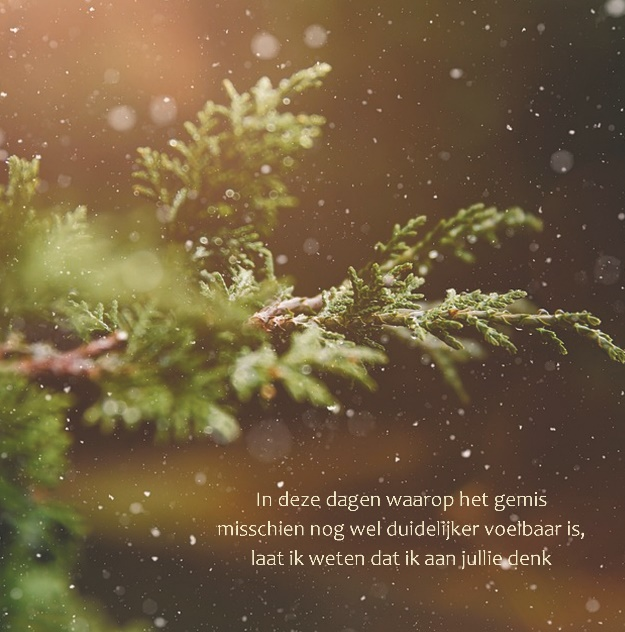 In deze dagen waarop het gemis
misschien nog wel duidelijker voelbaar is,
laat ik weten dat ik aan jullie denk